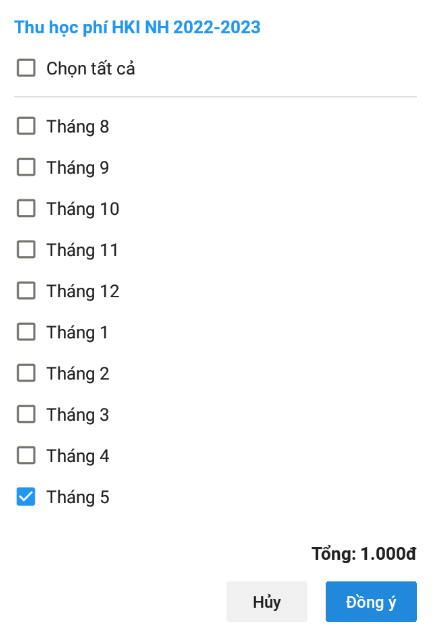 Thu học phí HKI NH 2022-2023
Chọn tất cả
Tháng 8
Tháng 9
Tháng 10
Tháng 11
Tháng 12
Tháng 1
Tháng 2
Tháng 3
Tháng 4
Tháng 5
Tổng: 1.000đ
Hủy
Đồng ý